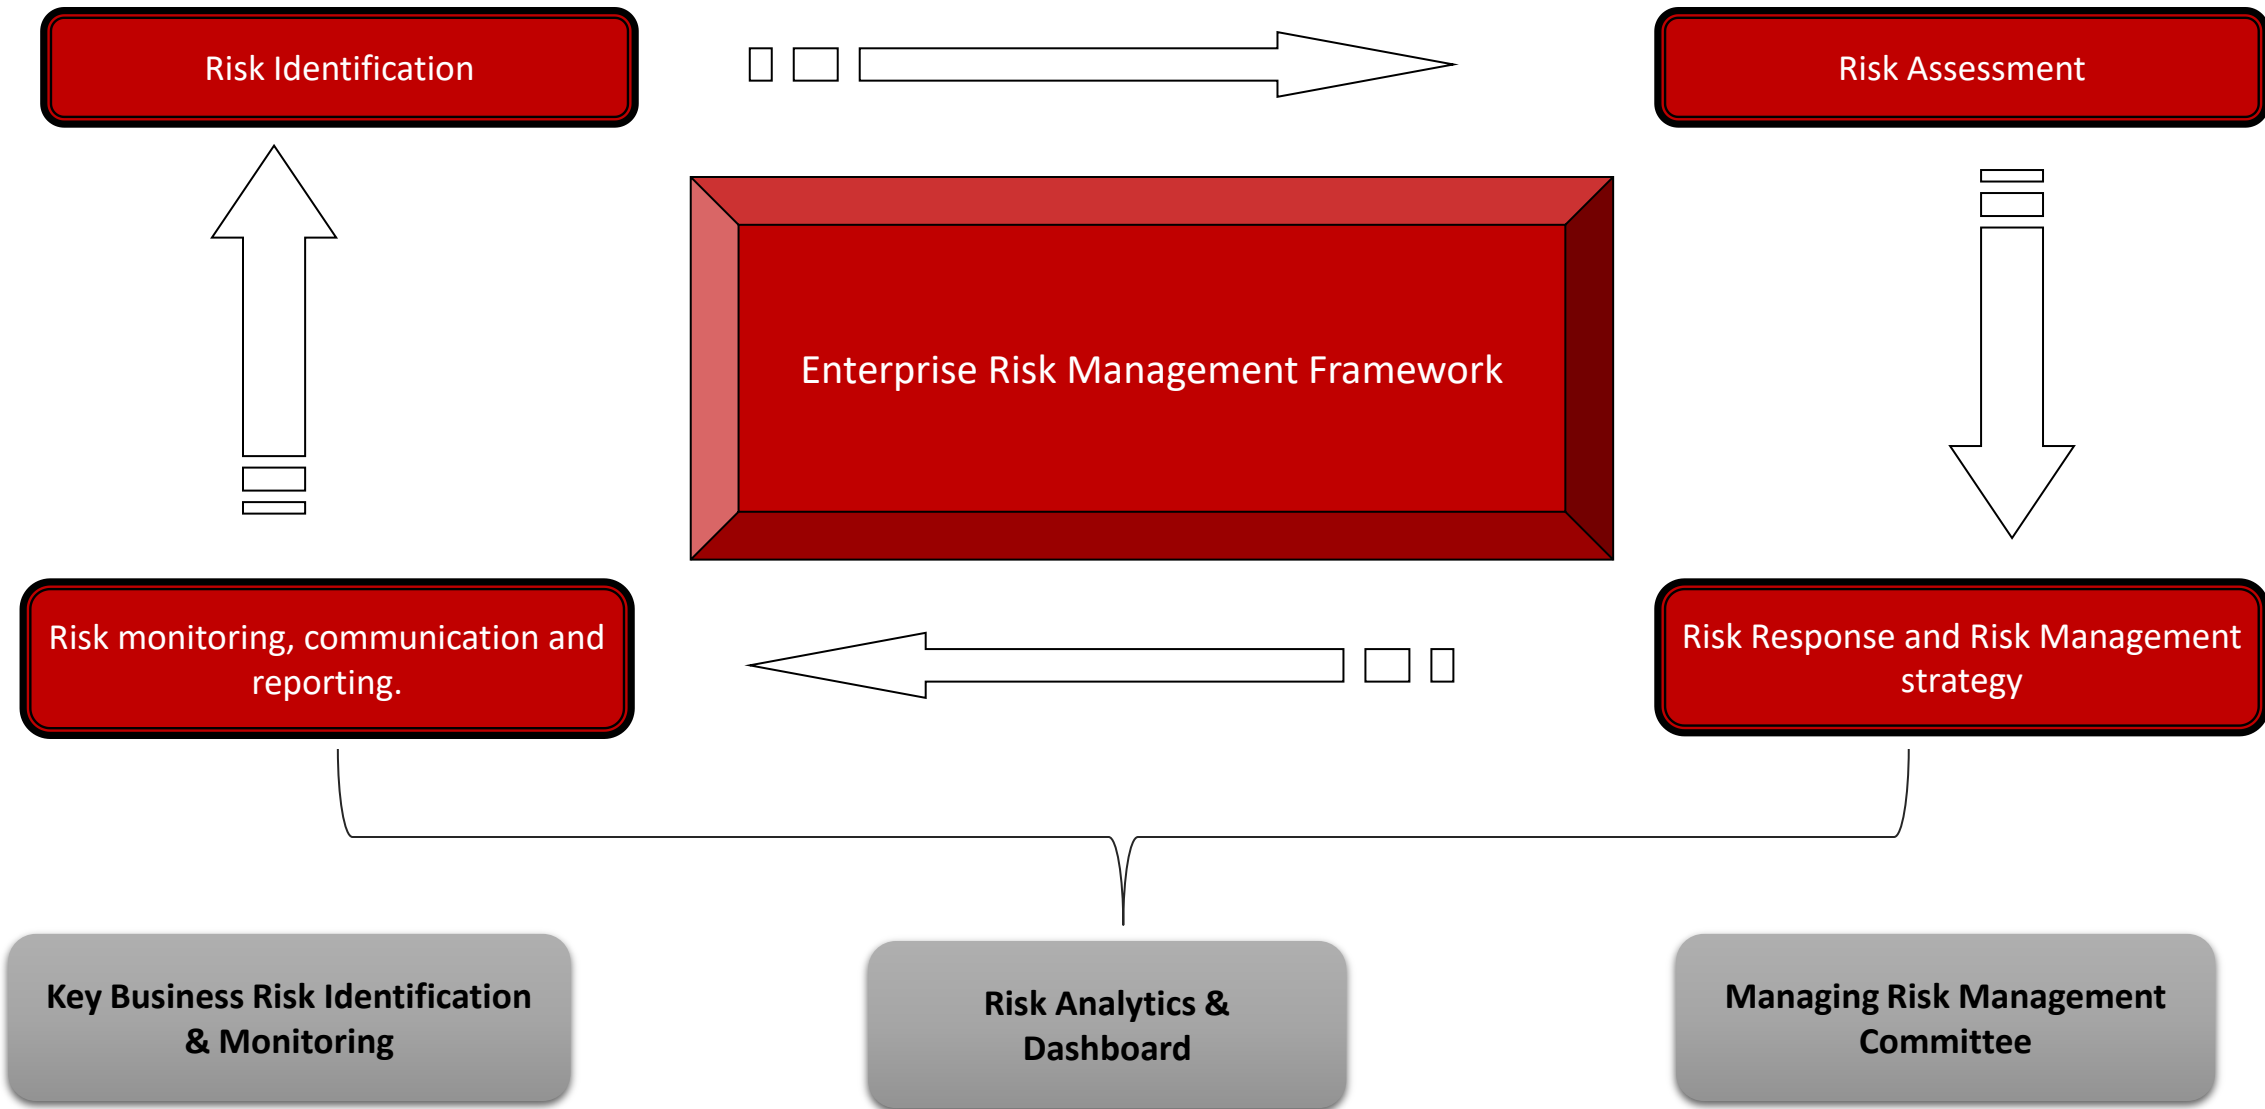 Risk Identification
Risk Assessment
Enterprise Risk Management Framework
Risk monitoring, communication and
reporting.
Risk Response and Risk Management
strategy
Key Business Risk Identification
& Monitoring
Risk Analytics &
Dashboard
Managing Risk Management
Committee